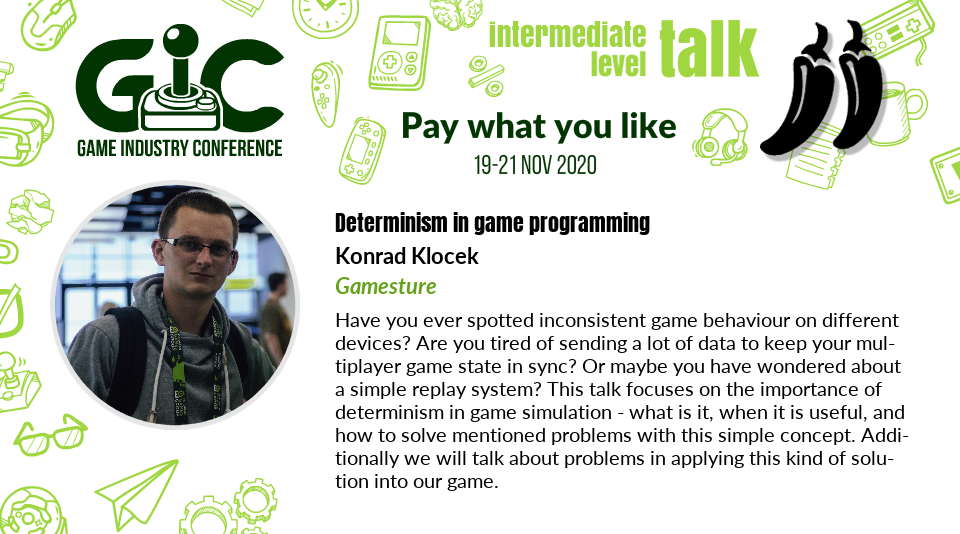 intermediate
level
talk
GIC
GAME INDUSTRY CONFERENCE
Pay what you like
19-21 NOV 2020
Determinism in game programming
Konrad Klocek
Gamesture
Have you ever spotted inconsistent game behaviour on different
devices? Are you tired of sending a lot of data to keep your mul-
tiplayer game state in sync? Or maybe you have wondered about
a simple replay system? This talk focuses on the importance of
determinism in game simulation - what is it, when it is useful, and
how to solve mentioned problems with this simple concept. Addi-
tionally we will talk about problems in applying this kind of solu-
tion into our game.